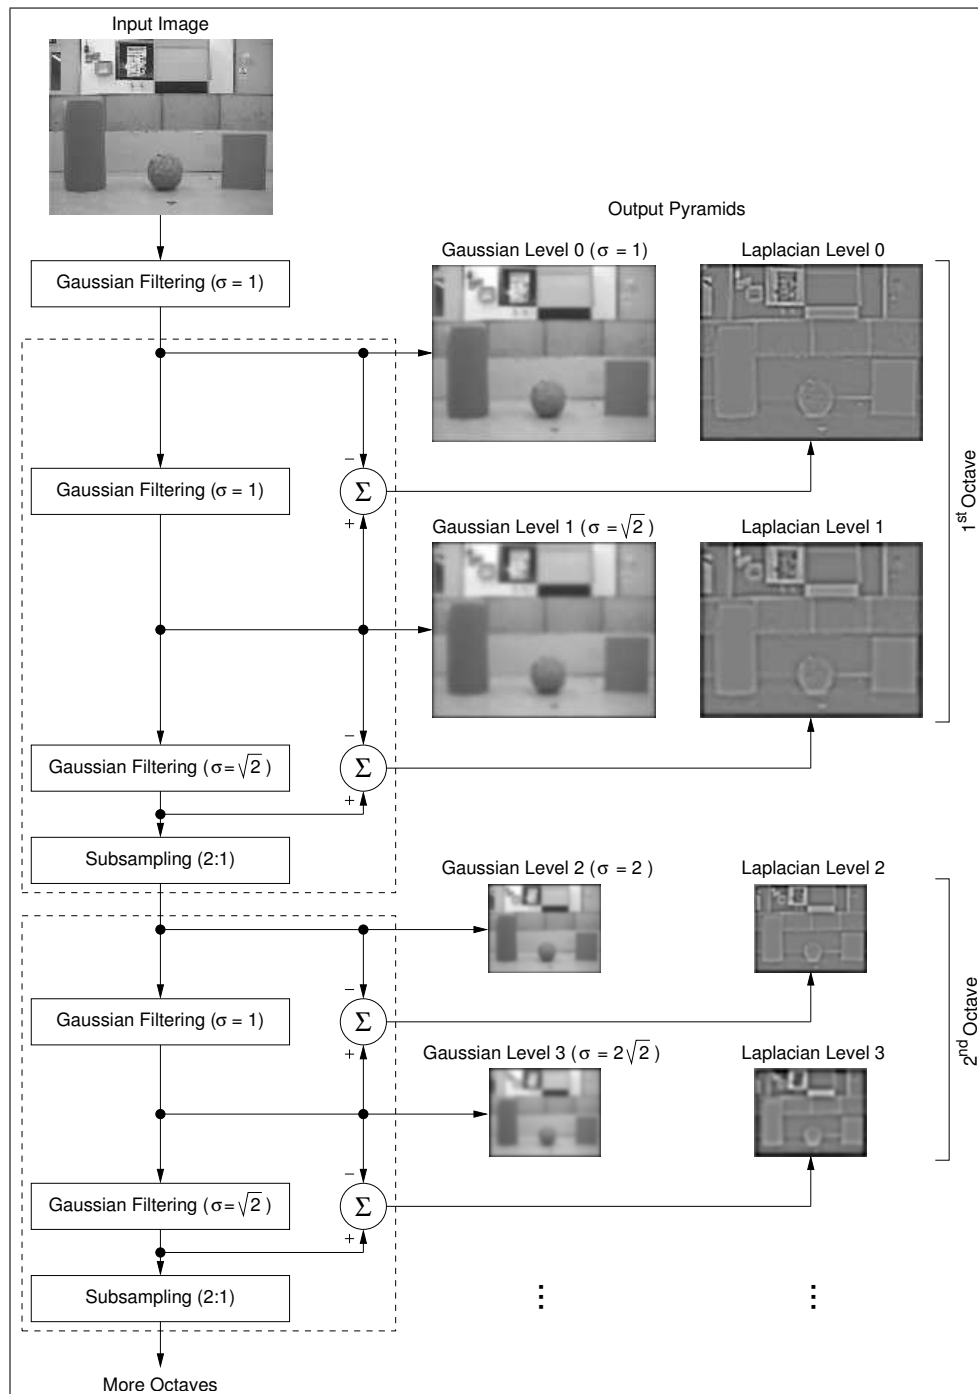 Input Image
Output Pyramids
Gaussian Filtering (σ = 1)
Gaussian Level 0 (σ = 1)
Laplacian Level 0
−
Gaussian Filtering (σ = 1)
Σ
+
Gaussian Level 1 (σ = √2)
Laplacian Level 1
1st Octave
−
Gaussian Filtering (σ = √2)
Σ
+
Subsampling (2:1)
Gaussian Level 2 (σ = 2)
Laplacian Level 2
−
Gaussian Filtering (σ = 1)
Σ
+
Gaussian Level 3 (σ = 2√2)
Laplacian Level 3
2nd Octave
−
Gaussian Filtering (σ = √2)
Σ
+
Subsampling (2:1)
⋮ ⋮
More Octaves